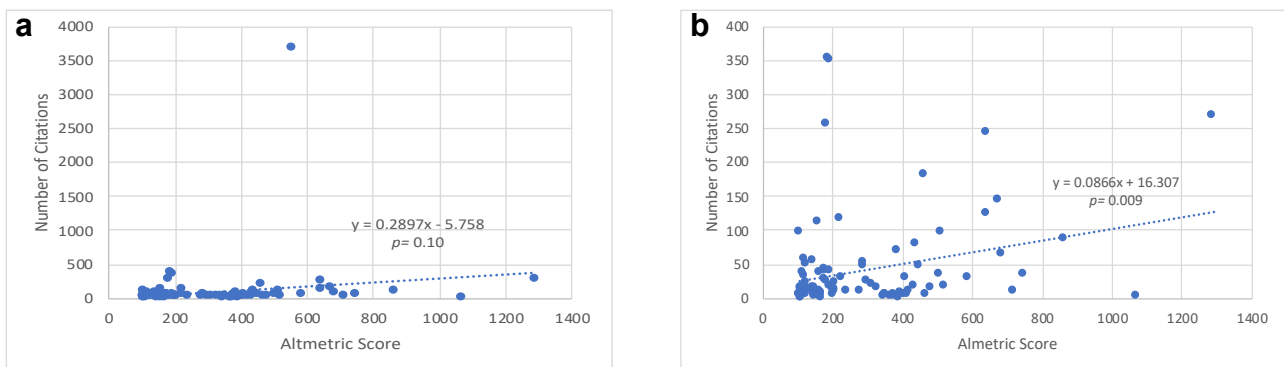 a
Number of Citations
4000
3500
3000
2500
2000
1500
1000
500
0
0 200 400 600 800 1000 1200 1400
y = 0.2897x - 5.758
p= 0.10
Altmetric Score
b
Number of Citations
400
350
300
250
200
150
100
50
0
0 200 400 600 800 1000 1200 1400
y = 0.0866x + 16.307
p= 0.009
Almetric Score